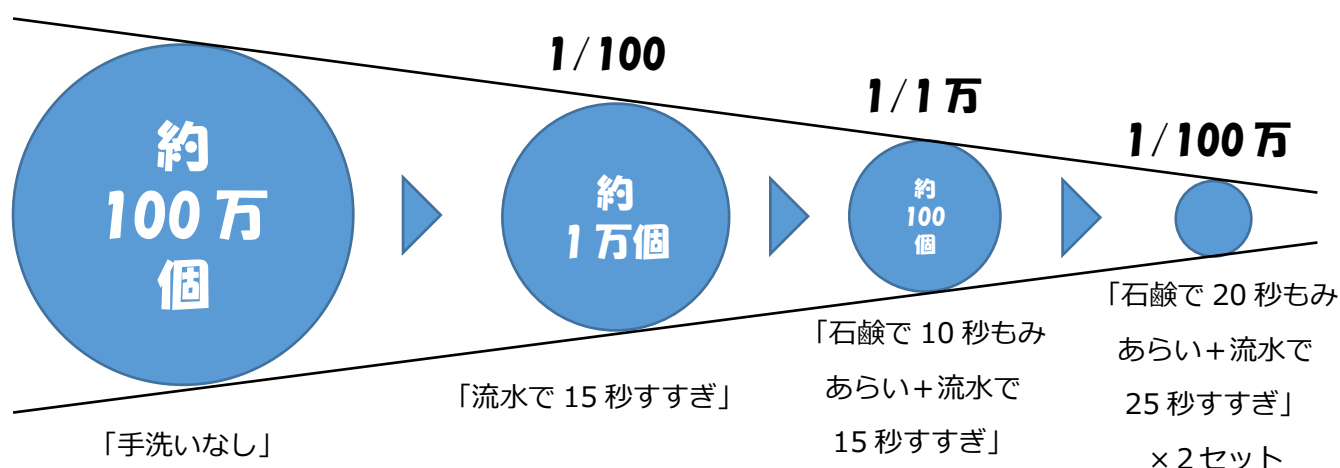 約
100万
個
「手洗いなし」
1/100
約
1万個
「流水で15秒すすぎ」
1/1万
約
100
個
「石鹸で10秒もみ
あらい+流水で
15秒すすぎ」
1/100万
「石鹸で20秒もみ
あらい+流水で
25秒すすぎ」
×2セット